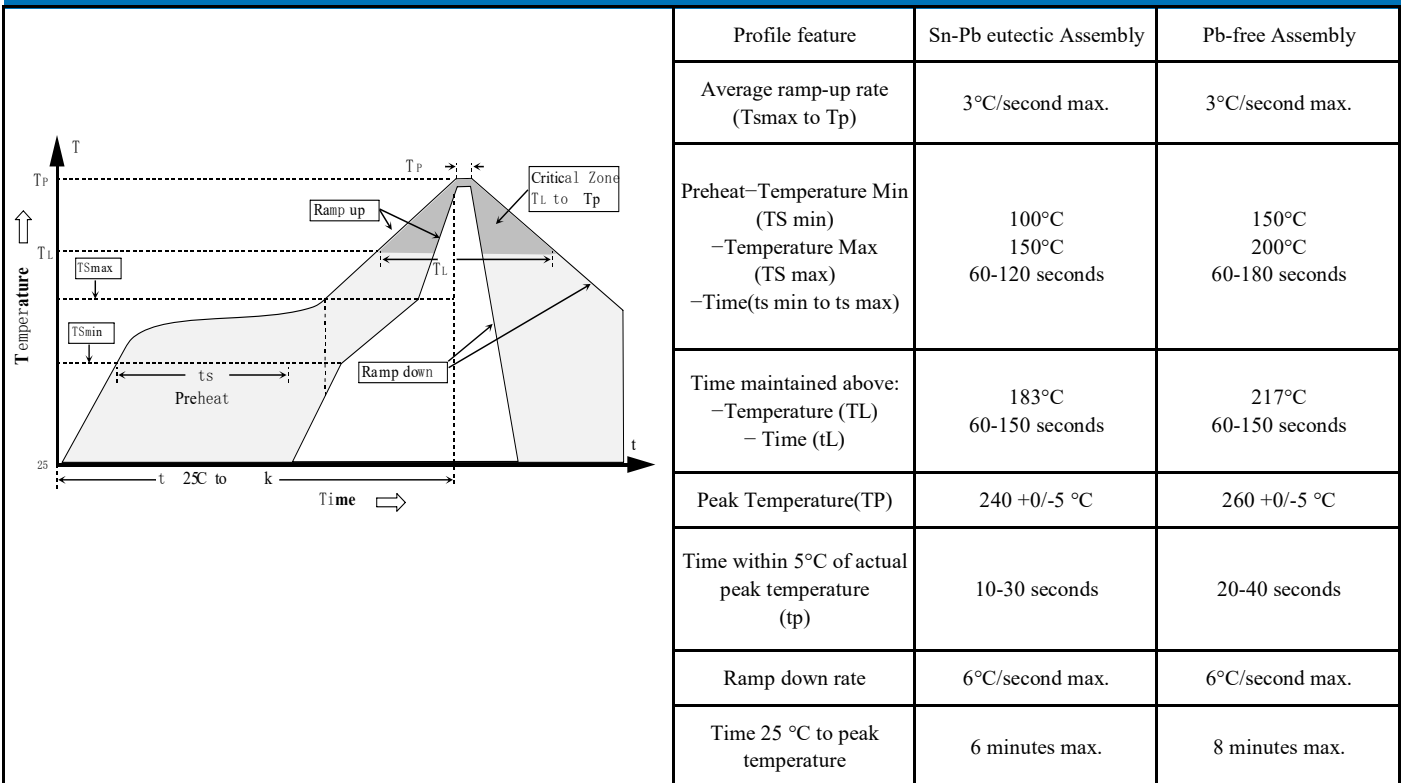 T
TP
TP
Critical Zone
TL to Tp
Ramp up
TL
TSmax
TL
TSmin
Temperature
ts
Preheat
Ramp down
t
25
t 25C to k
Time
Profile feature Sn-Pb eutectic Assembly Pb-free Assembly
Average ramp-up rate
(Tsmax to Tp)
3°C/second max. 3°C/second max.
Preheat−Temperature Min
(TS min)
−Temperature Max
(TS max)
−Time(ts min to ts max)
100°C
150°C
60-120 seconds
150°C
200°C
60-180 seconds
Time maintained above:
−Temperature (TL)
− Time (tL)
183°C
60-150 seconds
217°C
60-150 seconds
Peak Temperature(TP) 240 +0/-5 °C 260 +0/-5 °C
Time within 5°C of actual
peak temperature
(tp)
10-30 seconds 20-40 seconds
Ramp down rate 6°C/second max. 6°C/second max.
Time 25 °C to peak
temperature
6 minutes max. 8 minutes max.